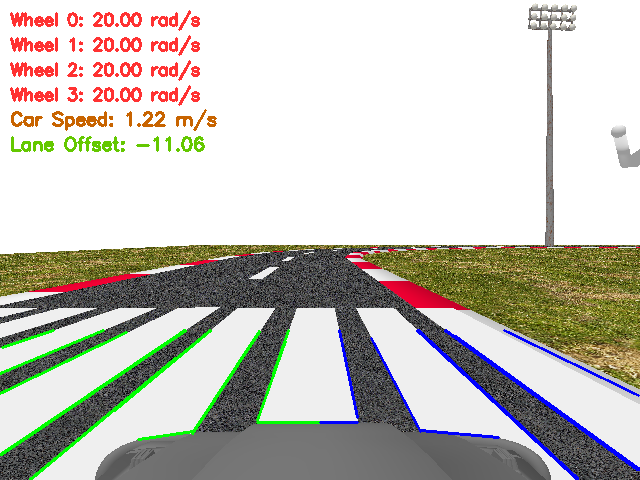 Wheel 0: 20.00 rad/s
Wheel 1: 20.00 rad/s
Wheel 2: 20.00 rad/s
Wheel 3: 20.00 rad/s
Car Speed: 1.22 m/s
Lane Offset: -11.06